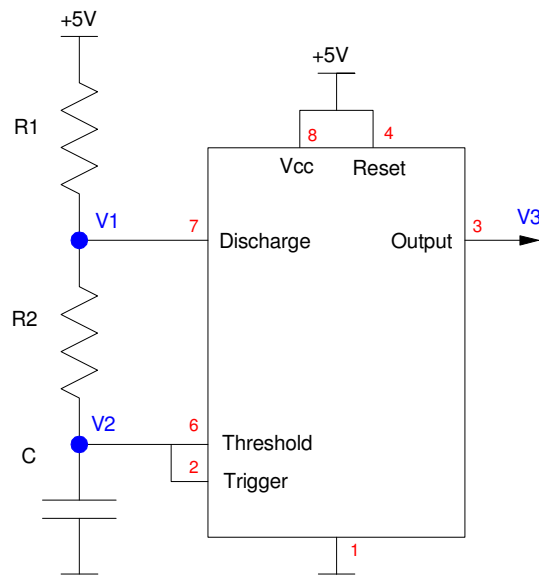 +5V
+5V
R1
8
4
Vcc
Reset
V1
7
Discharge
Output
3
V3
R2
V2
6
Threshold
C
2
Trigger
1